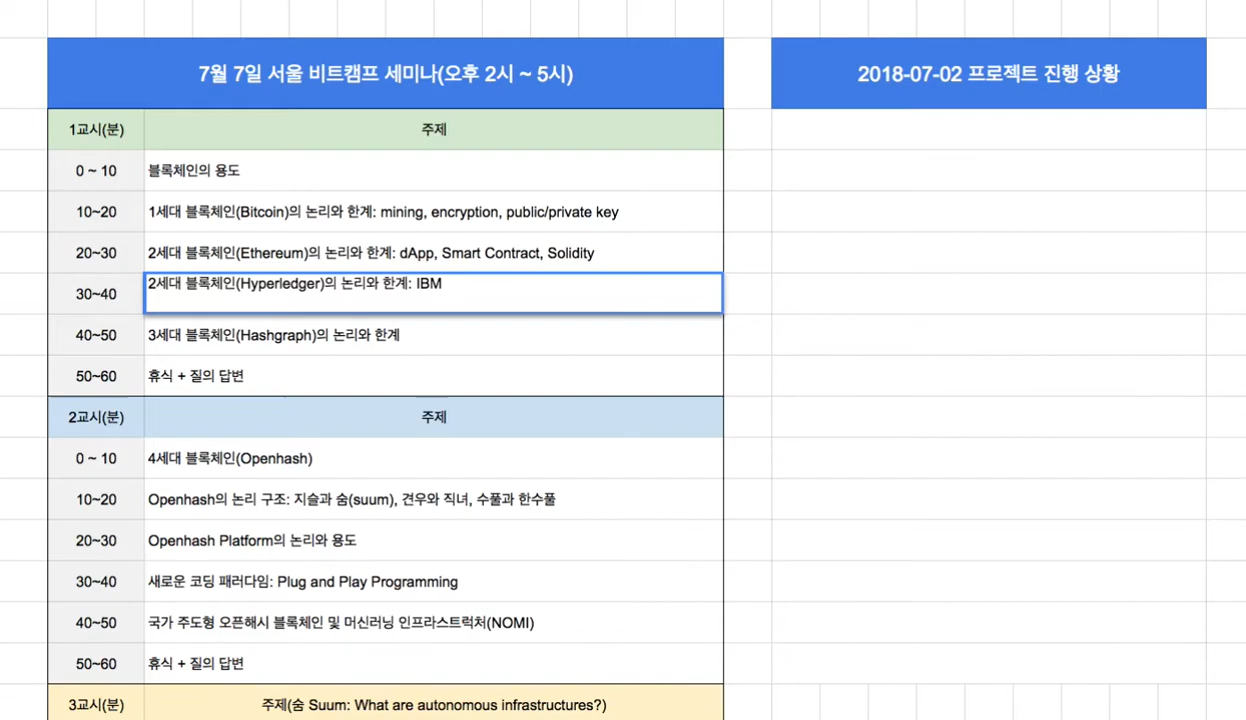 7월 7일 서울 비트캠프 세미나(오후 2시 ~ 5시)
2018-07-02 프로젝트 진행 상황
1교시(분) 주제
0 ~ 10 블록체인의 용도
10~20 1세대 블록체인(Bitcoin)의 논리와 한계: mining, encryption, public/private key
20~30 2세대 블록체인(Ethereum)의 논리와 한계: dApp, Smart Contract, Solidity
30~40 2세대 블록체인(Hyperledger)의 논리와 한계: IBM
40~50 3세대 블록체인(Hashgraph)의 논리와 한계
50~60 휴식 + 질의 답변
2교시(분) 주제
0 ~ 10 4세대 블록체인(Openhash)
10~20 Openhash의 논리 구조: 지슬과 숨(suum), 견우와 직녀, 수풀과 한수풀
20~30 Openhash Platform의 논리와 용도
30~40 새로운 코딩 패러다임: Plug and Play Programming
40~50 국가 주도형 오픈해시 블록체인 및 머신러닝 인프라스트럭처(NOMI)
50~60 휴식 + 질의 답변
3교시(분) 주제(숨 Suum: What are autonomous infrastructures?)